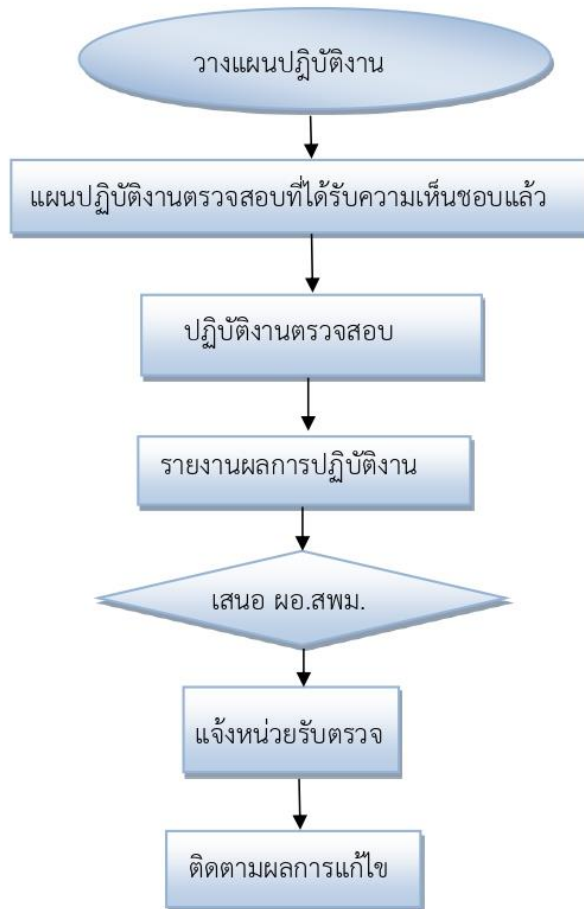 วางแผนปฏิบัติงาน
แผนปฏิบัติงานตรวจสอบที่ได้รับความเห็นชอบแล้ว
ปฏิบัติงานตรวจสอบ
รายงานผลการปฏิบัติงาน
เสนอ ผอ.สพม.
แจ้งหน่วยรับตรวจ
ติดตามผลการแก้ไข